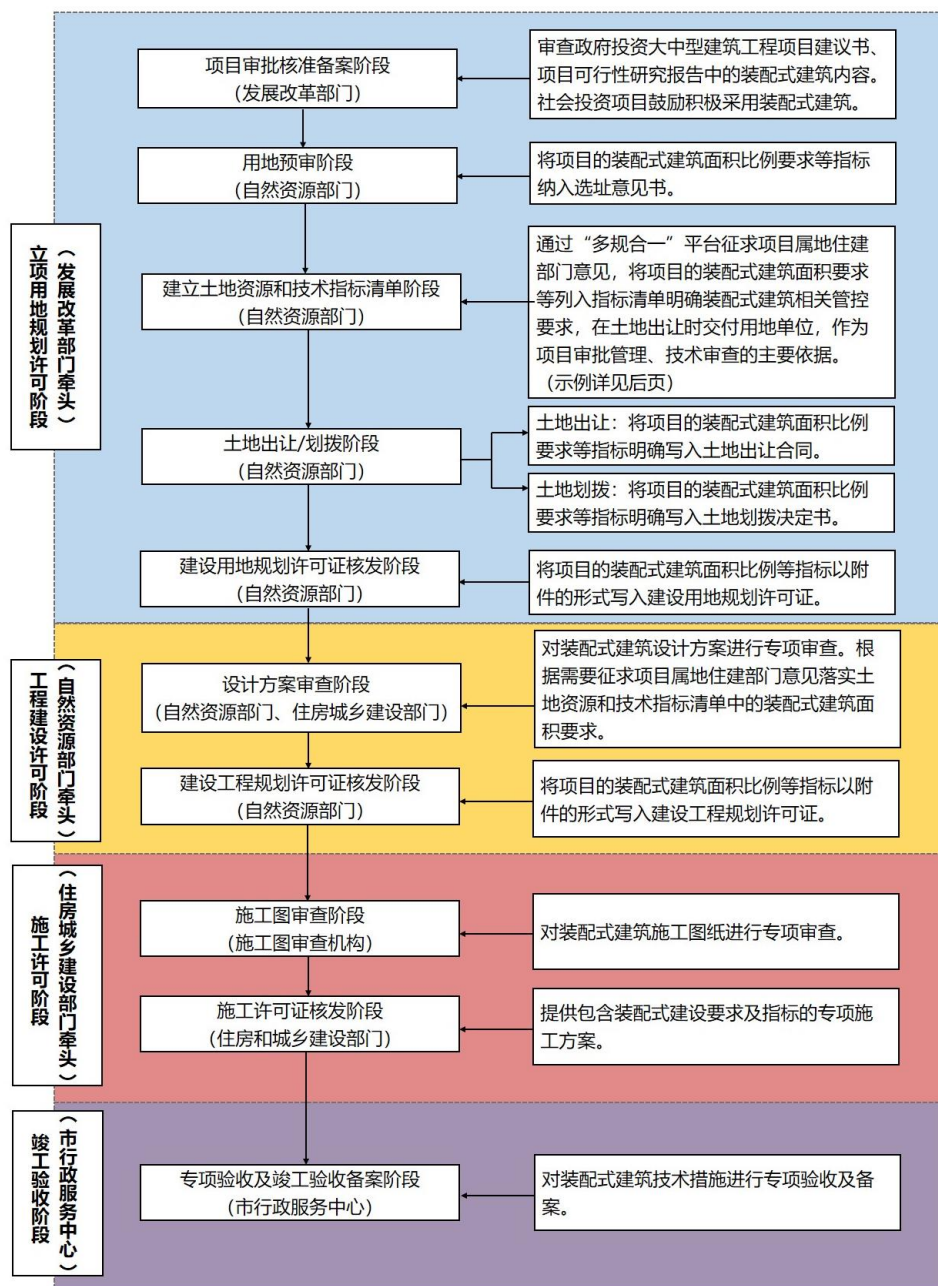 立项用地规划许可阶段
（发展改革部门牵头）
项目审批核准备案阶段
（发展改革部门）
审查政府投资大中型建筑工程项目建议书、
项目可行性研究报告中的装配式建筑内容。
社会投资项目鼓励积极采用装配式建筑。
用地预审阶段
（自然资源部门）
将项目的装配式建筑面积比例要求等指标
纳入选址意见书。
建立土地资源和技术指标清单阶段
（自然资源部门）
通过“多规合一”平台征求项目属地住建
部门意见，将项目的装配式建筑面积要求
等列入指标清单明确装配式建筑相关管控
要求，在土地出让时交付用地单位，作为
项目审批管理、技术审查的主要依据。
（示例详见后页）
土地出让/划拨阶段
（自然资源部门）
土地出让：将项目的装配式建筑面积比例
要求等指标明确写入土地出让合同。
土地划拨：将项目的装配式建筑面积比例
要求等指标明确写入土地划拨决定书。
建设用地规划许可证核发阶段
（自然资源部门）
将项目的装配式建筑面积比例等指标以附
件的形式写入建设用地规划许可证。
工程建设许可阶段
（自然资源部门牵头）
设计方案审查阶段
（自然资源部门、住房城乡建设部门）
对装配式建筑设计方案进行专项审查。根
据需要征求项目属地住建部门意见落实土
地资源和技术指标清单中的装配式建筑面
积要求。
建设工程规划许可证核发阶段
（自然资源部门）
将项目的装配式建筑面积比例等指标以附
件的形式写入建设工程规划许可证。
施工许可阶段
（住房城乡建设部门牵头）
施工图审查阶段
（施工图审查机构）
对装配式建筑施工图纸进行专项审查。
施工许可证核发阶段
（住房和城乡建设部门）
提供包含装配式建设要求及指标的专项施
工方案。
竣工验收阶段
（市行政服务中心）
专项验收及竣工验收备案阶段
（市行政服务中心）
对装配式建筑技术措施进行专项验收及备
案。